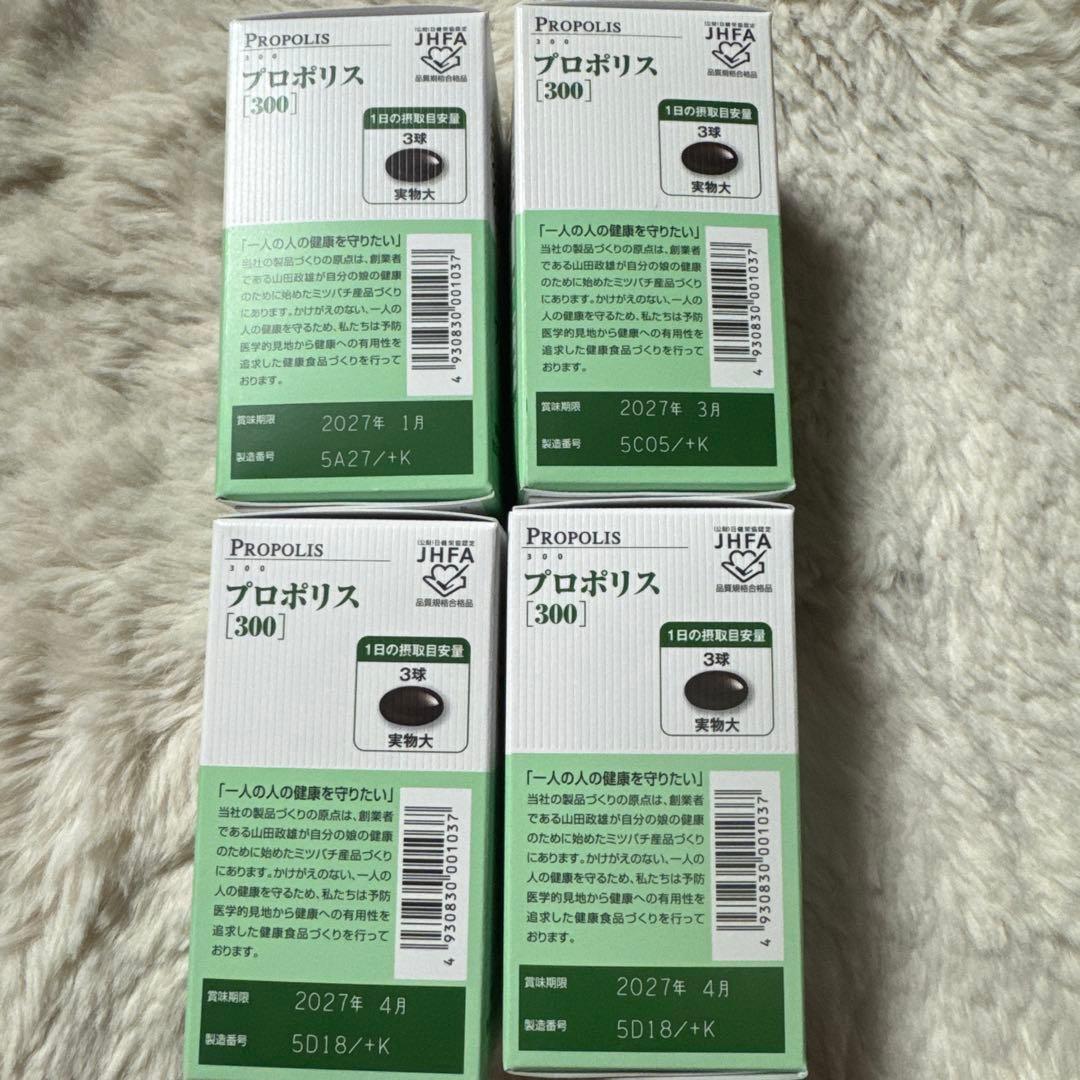 PROPOLIS
300
プロポリス
[300]
(公財)日健栄協認定
JHFA
品質規格合格品
1日の摂取目安量
3球
実物大
「一人の人の健康を守りたい」
当社の製品づくりの原点は、創業者
である山田政雄が自分の娘の健康
のために始めたミツバチ産品づくり
にあります。かけがえのない、一人の
人の健康を守るため、私たちは予防
医学的見地から健康への有用性を
追求した健康食品づくりを行って
おります。
4 930830 001037
賞味期限 2027年 1月
製造番号 5A27/+K
PROPOLIS
300
プロポリス
[300]
(公財)日健栄協認定
JHFA
品質規格合格品
1日の摂取目安量
3球
実物大
「一人の人の健康を守りたい」
当社の製品づくりの原点は、創業者
である山田政雄が自分の娘の健康
のために始めたミツバチ産品づくり
にあります。かけがえのない、一人の
人の健康を守るため、私たちは予防
医学的見地から健康への有用性を
追求した健康食品づくりを行って
おります。
4 930830 001037
賞味期限 2027年 3月
製造番号 5C05/+K
PROPOLIS
300
プロポリス
[300]
(公財)日健栄協認定
JHFA
品質規格合格品
1日の摂取目安量
3球
実物大
「一人の人の健康を守りたい」
当社の製品づくりの原点は、創業者
である山田政雄が自分の娘の健康
のために始めたミツバチ産品づくり
にあります。かけがえのない、一人の
人の健康を守るため、私たちは予防
医学的見地から健康への有用性を
追求した健康食品づくりを行って
おります。
4 930830 001037
賞味期限 2027年 4月
製造番号 5D18/+K
PROPOLIS
300
プロポリス
[300]
(公財)日健栄協認定
JHFA
品質規格合格品
1日の摂取目安量
3球
実物大
「一人の人の健康を守りたい」
当社の製品づくりの原点は、創業者
である山田政雄が自分の娘の健康
のために始めたミツバチ産品づくり
にあります。かけがえのない、一人の
人の健康を守るため、私たちは予防
医学的見地から健康への有用性を
追求した健康食品づくりを行って
おります。
4 930830 001037
賞味期限 2027年 4月
製造番号 5D18/+K